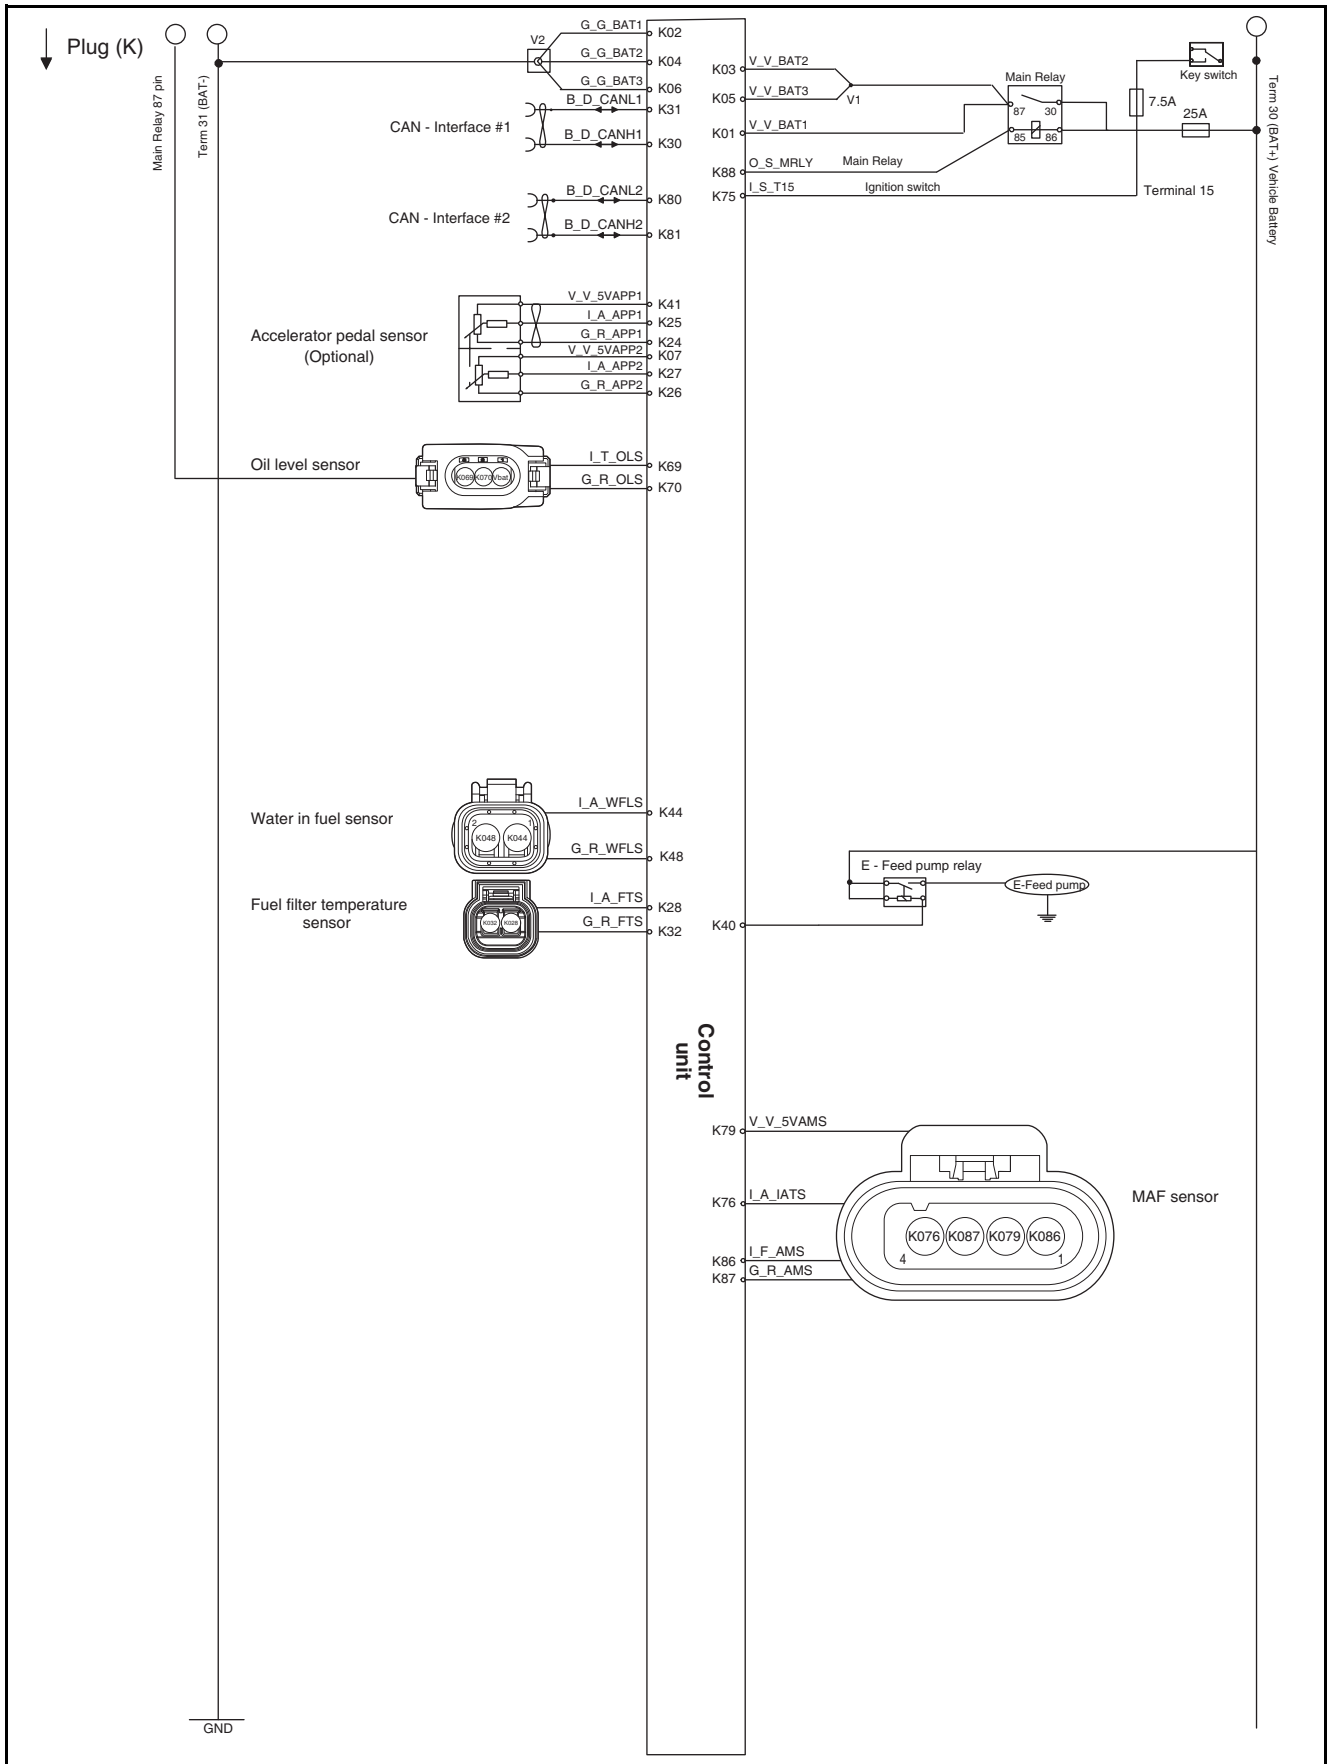 Plug (K)
Main Relay 87 pin
Term 31 (BAT-)
V2
G_G_BAT1
K02
G_G_BAT2
K04
G_G_BAT3
K06
CAN - Interface #1
B_D_CANL1
K31
B_D_CANH1
K30
CAN - Interface #2
B_D_CANL2
K80
B_D_CANH2
K81
Accelerator pedal sensor
(Optional)
V_V_5VAPP1
K41
I_A_APP1
K25
G_R_APP1
K24
V_V_5VAPP2
K07
I_A_APP2
K27
G_R_APP2
K26
Oil level sensor
K069 K070 Vbat
I_T_OLS
K69
G_R_OLS
K70
Water in fuel sensor
2 1
K048 K044
I_A_WFLS
K44
G_R_WFLS
K48
Fuel filter temperature
sensor
K032 K028
I_A_FTS
K28
G_R_FTS
K32
GND
Control
unit
K03 V_V_BAT2
K05 V_V_BAT3
V1
K01 V_V_BAT1
K88 O_S_MRLY Main Relay
K75 I_S_T15 Ignition switch
Terminal 15
Main Relay
87 30
85 86
Key switch
7.5A
25A
Term 30 (BAT+) Vehicle Battery
E - Feed pump relay
E-Feed pump
K40
K79 V_V_5VAMS
K76 I_A_IATS
K86 I_F_AMS
K87 G_R_AMS
MAF sensor
K076 K087 K079 K086
4 1